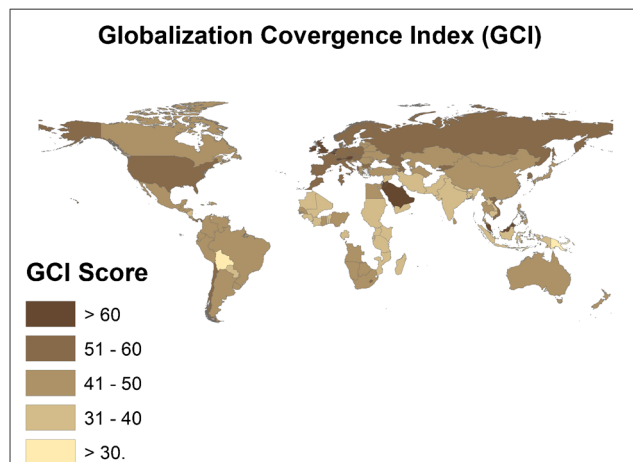 Globalization Covergence Index (GCI)
GCI Score
> 60
51 - 60
41 - 50
31 - 40
> 30.